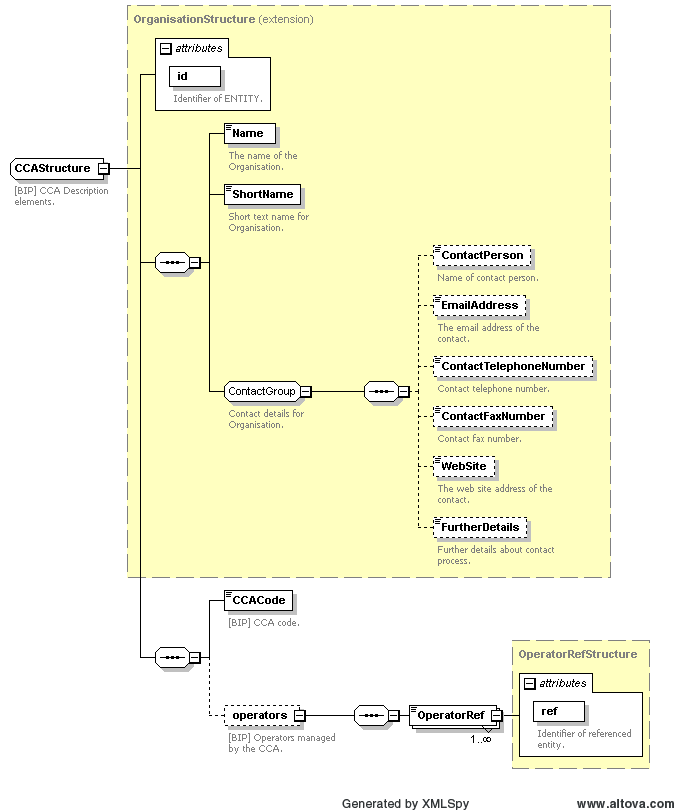 OrganisationStructure (extension)
attributes
id
Identifier of ENTITY.
CCAStructure
[BIP] CCA Description
elements.
Name
The name of the
Organisation.
ShortName
Short text name for
Organisation.
ContactGroup
Contact details for
Organisation.
ContactPerson
Name of contact person.
EmailAddress
The email address of the
contact.
ContactTelephoneNumber
Contact telephone number.
ContactFaxNumber
Contact fax number.
WebSite
The web site address of the
contact.
FurtherDetails
Further details about contact
process.
CCACode
[BIP] CCA code.
operators
[BIP] Operators managed
by the CCA.
OperatorRef
1..∞
OperatorRefStructure
attributes
ref
Identifier of referenced
entity.
Generated by XMLSpy
www.altova.com